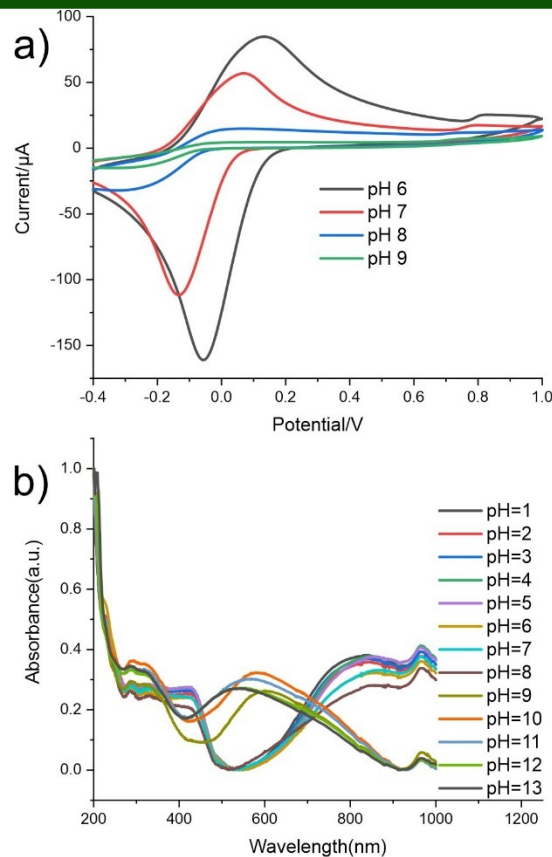 a)
Current/μA
100
50
0
-50
-100
-150
pH 6
pH 7
pH 8
pH 9
-0.4 -0.2 0.0 0.2 0.4 0.6 0.8 1.0
Potential/V
b)
Absorbance(a.u.)
1.0
0.8
0.6
0.4
0.2
0.0
pH=1
pH=2
pH=3
pH=4
pH=5
pH=6
pH=7
pH=8
pH=9
pH=10
pH=11
pH=12
pH=13
200 400 600 800 1000 1200
Wavelength(nm)